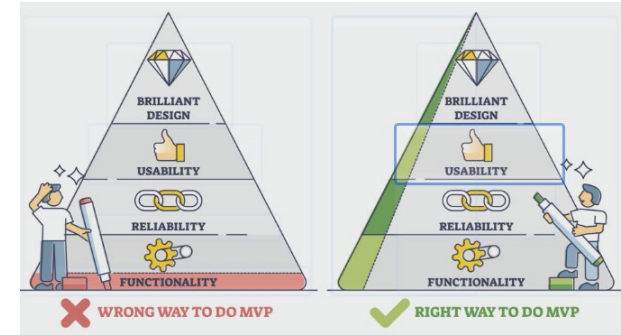 BRILLIANT
DESIGN
USABILITY
RELIABILITY
FUNCTIONALITY
WRONG WAY TO DO MVP
BRILLIANT
DESIGN
USABILITY
RELIABILITY
FUNCTIONALITY
RIGHT WAY TO DO MVP